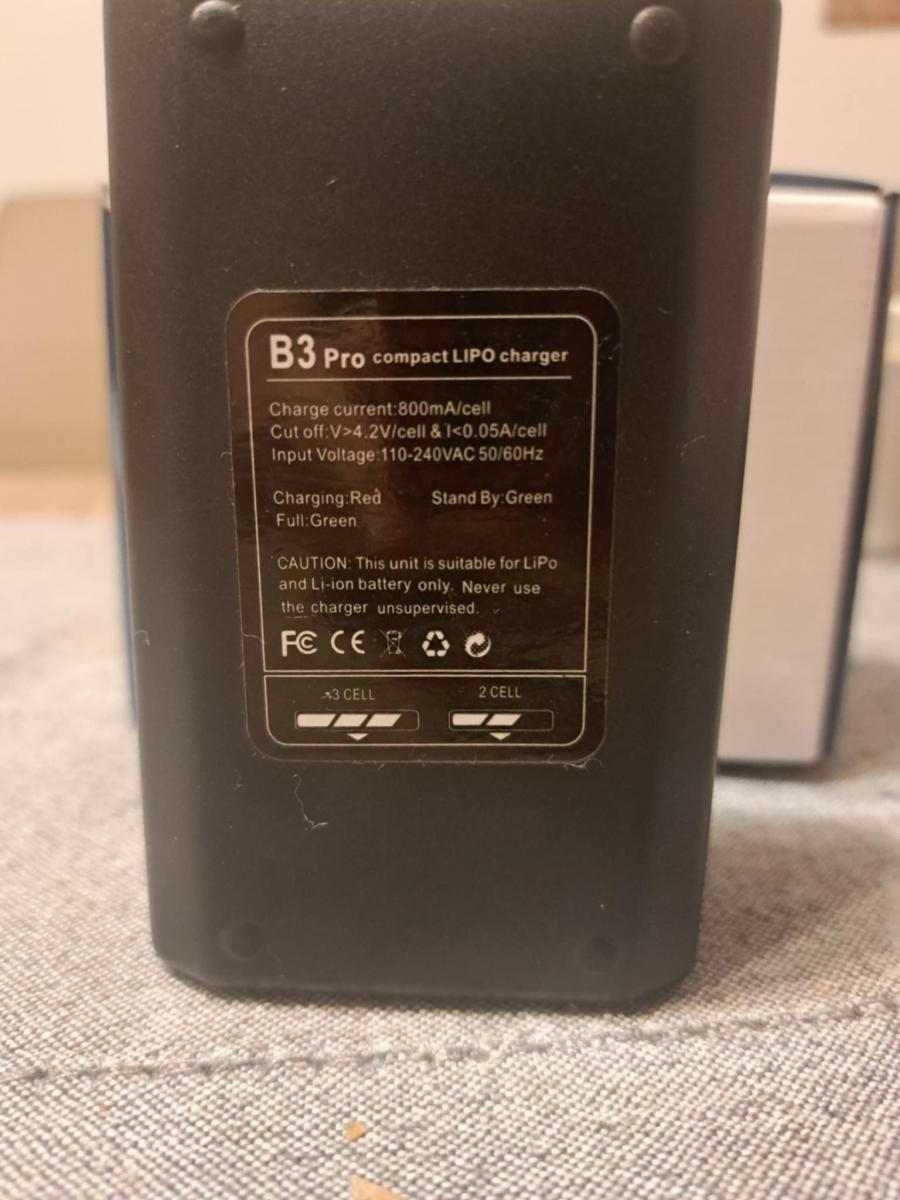 B3 Pro compact LIPO charger
Charge current:800mA/cell
Cut off:V>4.2V/cell & I<0.05A/cell
Input Voltage:110-240VAC 50/60Hz
Charging:Red Stand By:Green
Full:Green
CAUTION: This unit is suitable for LiPo
and Li-ion battery only. Never use
the charger unsupervised.
FC CE
3 CELL 2 CELL